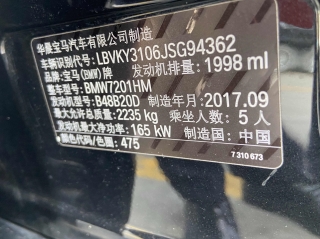 华晨宝马汽车有限公司制造
车辆识别代号: LBVKY3106JSG94362
品牌:宝马(BMW) 发动机排量:1998 ml
整车型号: BMW7201HM
发动机型号: B48B20D 制造年月:2017.09
最大允许总质量: 2235 kg 乘坐人数: 5 人
发动机最大净功率: 165 kW 制造国: 中国
颜色代码/色彩: 475
7 310 673